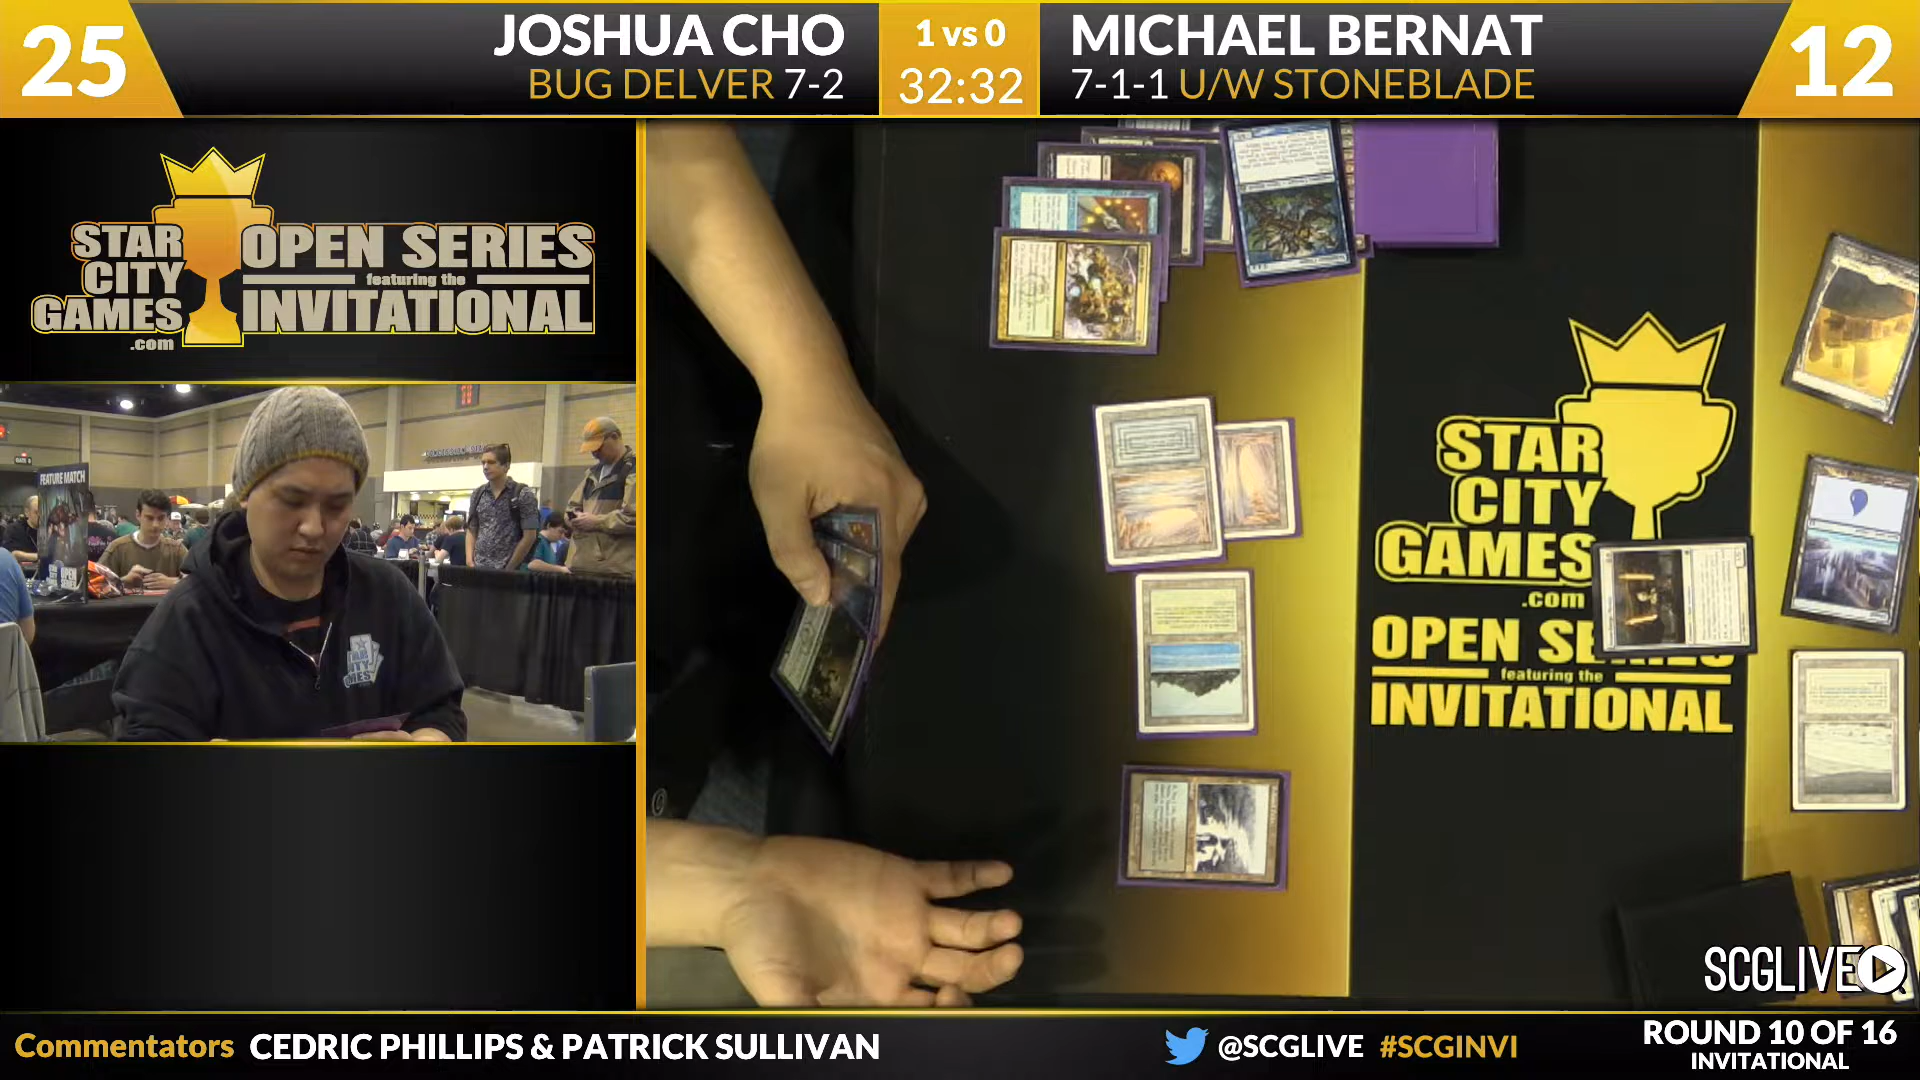 25
JOSHUA CHO
BUG DELVER 7-2
1 vs 0
32:32
MICHAEL BERNAT
7-1-1 U/W STONEBLADE
12
STAR
CITY
GAMES
.com
OPEN SERIES
featuring the
INVITATIONAL
FEATURE MATCH
STAR
CITY
GAMES
.com
OPEN SE
featuring the
INVITATIONAL
SCGLIVE
Commentators CEDRIC PHILLIPS & PATRICK SULLIVAN
@SCGLIVE #SCGINVI
ROUND 10 OF 16
INVITATIONAL